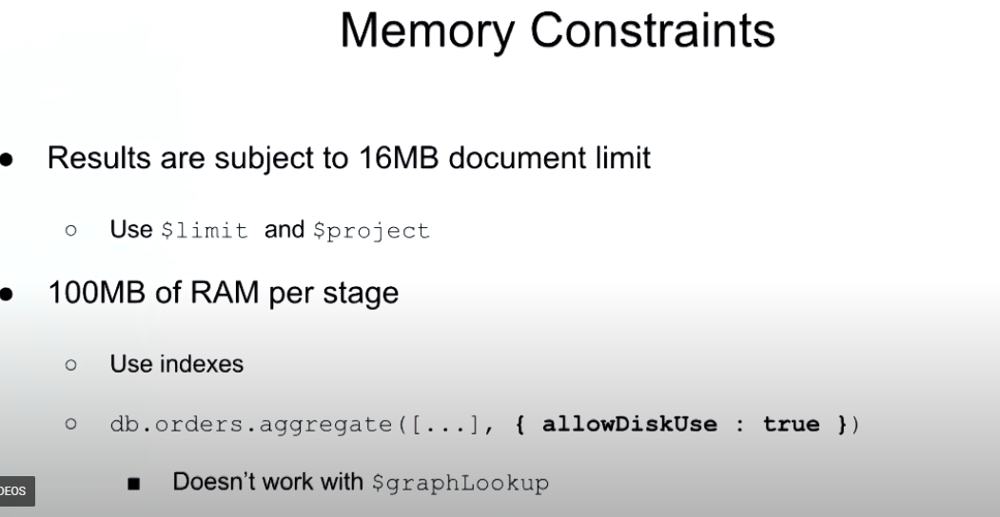 Memory Constraints
● Results are subject to 16MB document limit
○ Use $limit and $project
● 100MB of RAM per stage
○ Use indexes
○ db.orders.aggregate([...], { allowDiskUse : true })
■ Doesn't work with $graphLookup
DEOS